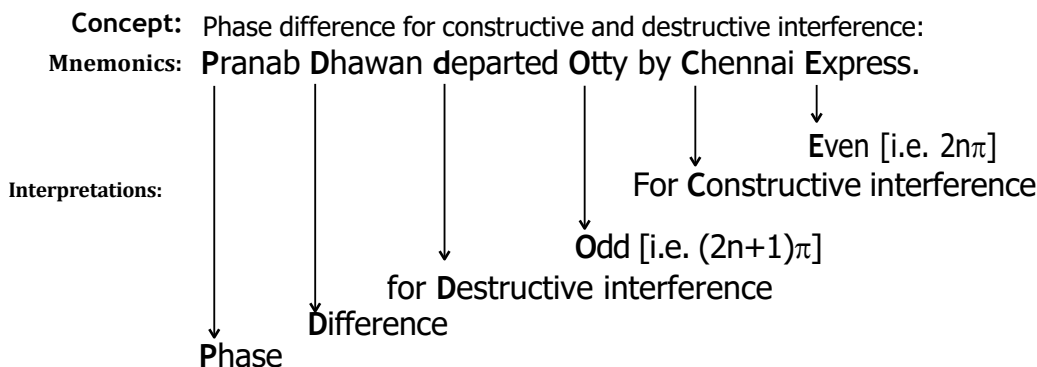 Concept: Phase difference for constructive and destructive interference:
Mnemonics: Pranab Dhawan departed Otty by Chennai Express.
Even [i.e. 2nπ]
Interpretations: For Constructive interference
Odd [i.e. (2n+1)π]
for Destructive interference
Difference
Phase